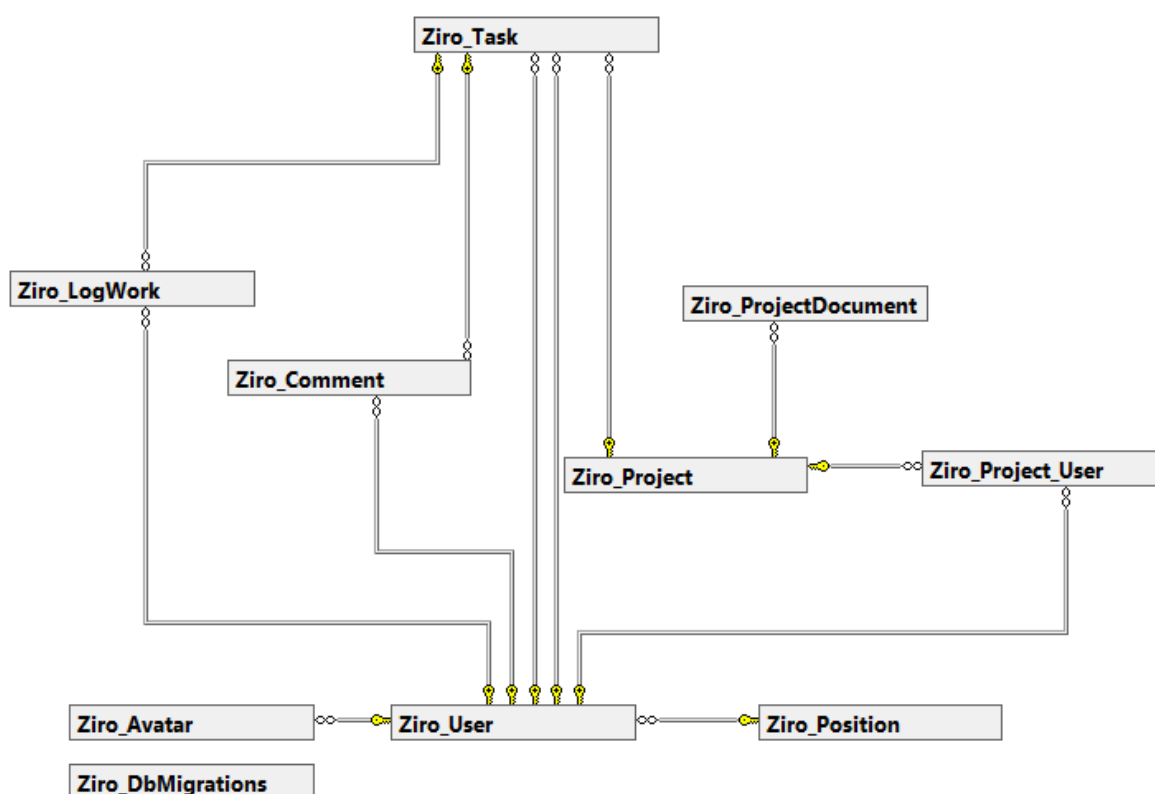 Ziro_Task
Ziro_LogWork
Ziro_ProjectDocument
Ziro_Comment
Ziro_Project
Ziro_Project_User
Ziro_Avatar
Ziro_User
Ziro_Position
Ziro_DbMigrations